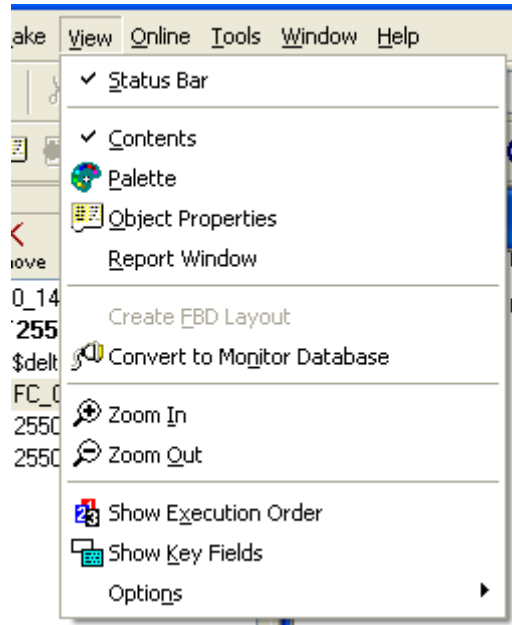 ake View Online Tools Window Help
Status Bar
Contents
Palette
Object Properties
Report Window
Create FBD Layout
Convert to Monitor Database
Zoom In
Zoom Out
Show Execution Order
Show Key Fields
Options
ove
0_14
255
$delt
FC_0
2550
2550